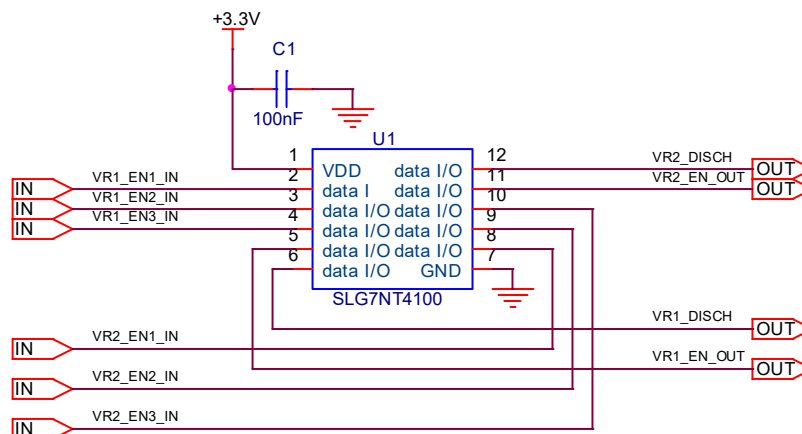 +3.3V
C1
100nF
U1
1 VDD data I/O 12
2 data I data I/O 11
3 data I/O data I/O 10
4 data I/O data I/O 9
5 data I/O data I/O 8
6 data I/O GND 7
SLG7NT4100
IN VR1_EN1_IN
IN VR1_EN2_IN
IN VR1_EN3_IN
VR2_DISCH OUT
VR2_EN_OUT OUT
VR1_DISCH OUT
IN VR2_EN1_IN
VR1_EN_OUT OUT
IN VR2_EN2_IN
IN VR2_EN3_IN